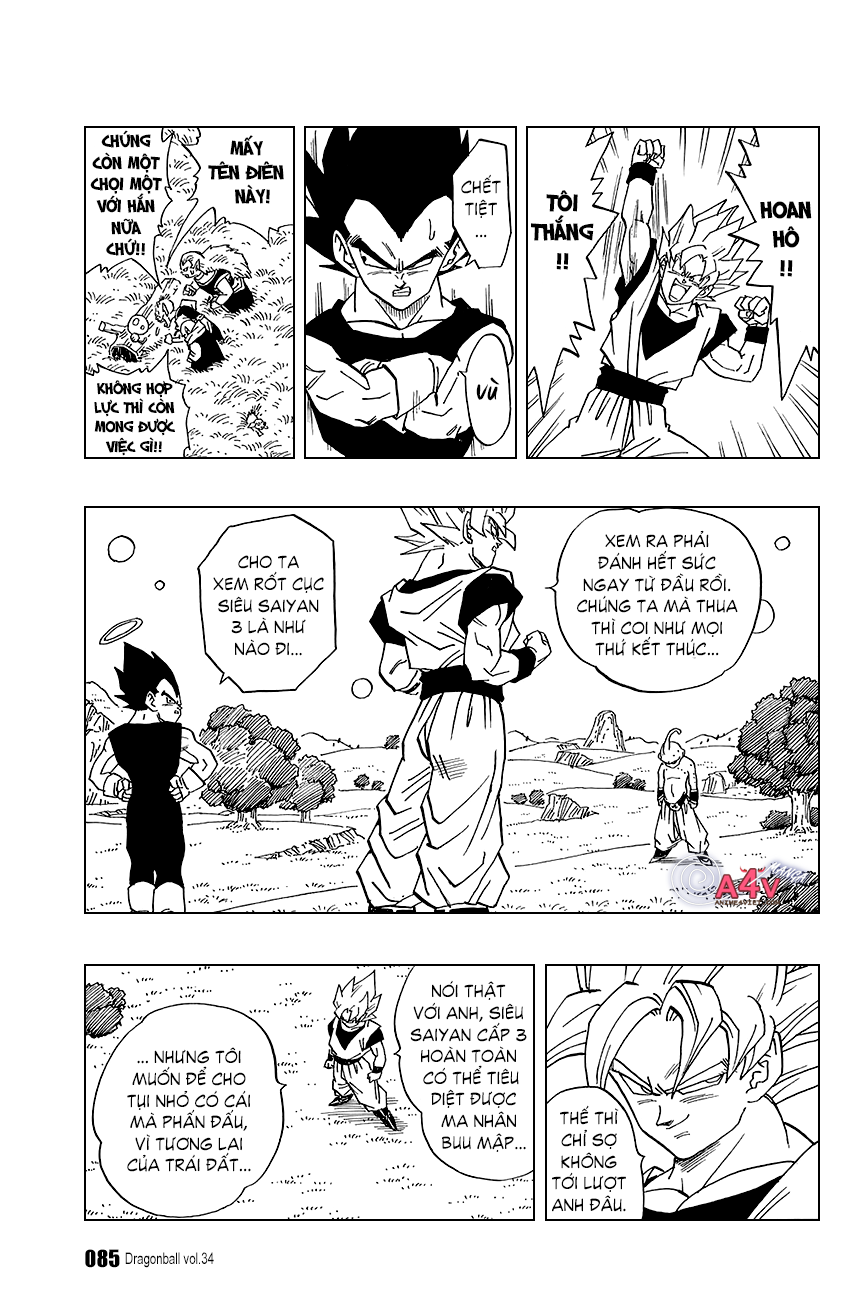 HOAN
HÔ
!!
TÔI
THẮNG
!!
CHẾT
TIỆT
...
VÙ
MẤY
TÊN ĐIÊN
NÀY!
CHÚNG
CÒN MỘT
CHỌI MỘT
VỚI HẮN
NỮA
CHỨ!!
KHÔNG HỢP
LỰC THÌ CÒN
MONG ĐƯỢC
VIỆC GÌ!!
XEM RA PHẢI
ĐÁNH HẾT SỨC
NGAY TỪ ĐẦU RỒI.
CHÚNG TA MÀ THUA
THÌ COI NHƯ MỌI
THỨ KẾT THÚC...
CHO TA
XEM RỐT CỤC
SIÊU SAIYAN
3 LÀ NHƯ
NÀO ĐI...
A4V
THẾ THÌ
CHỈ SỢ
KHÔNG
TỚI LƯỢT
ANH ĐÂU.
NÓI THẬT
VỚI ANH, SIÊU
SAIYAN CẤP 3
HOÀN TOÀN
CÓ THỂ TIÊU
DIỆT ĐƯỢC
MA NHÂN
BUU MẬP...
... NHƯNG TÔI
MUỐN ĐỂ CHO
TỤI NHỎ CÓ CÁI
MÀ PHẤN ĐẤU,
VÌ TƯƠNG LAI
CỦA TRÁI ĐẤT...
085 Dragonball vol.34